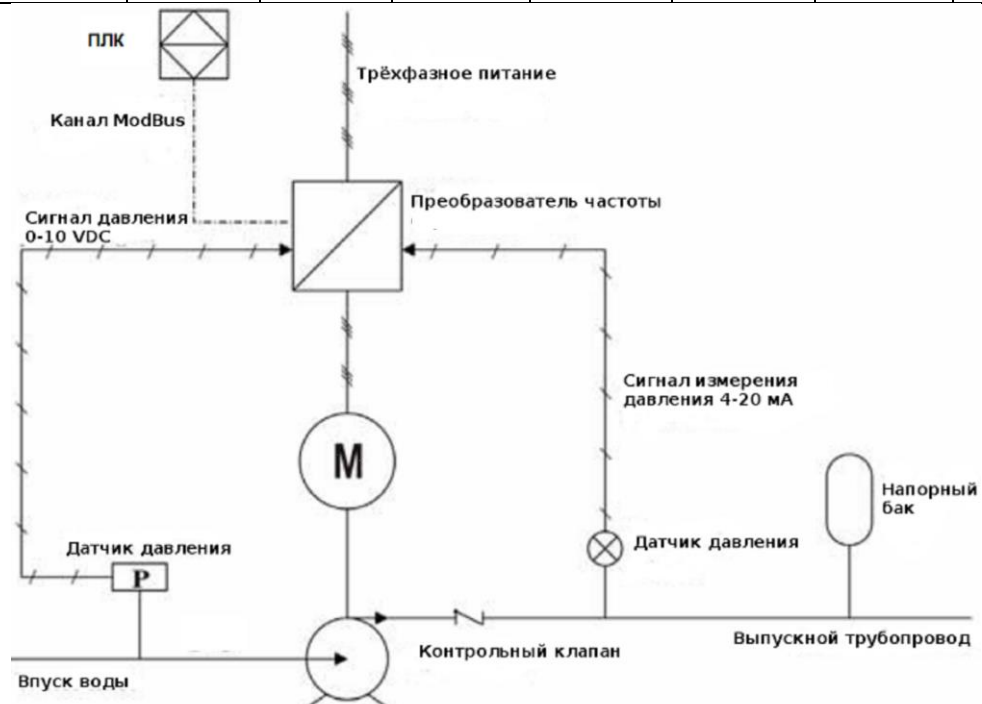 ПЛК
Трёхфазное питание
Канал ModBus
Преобразователь частоты
Сигнал давления
0-10 VDC
Сигнал измерения
давления 4-20 мА
M
Напорный
бак
Датчик давления
P
Датчик давления
Контрольный клапан
Выпускной трубопровод
Впуск воды